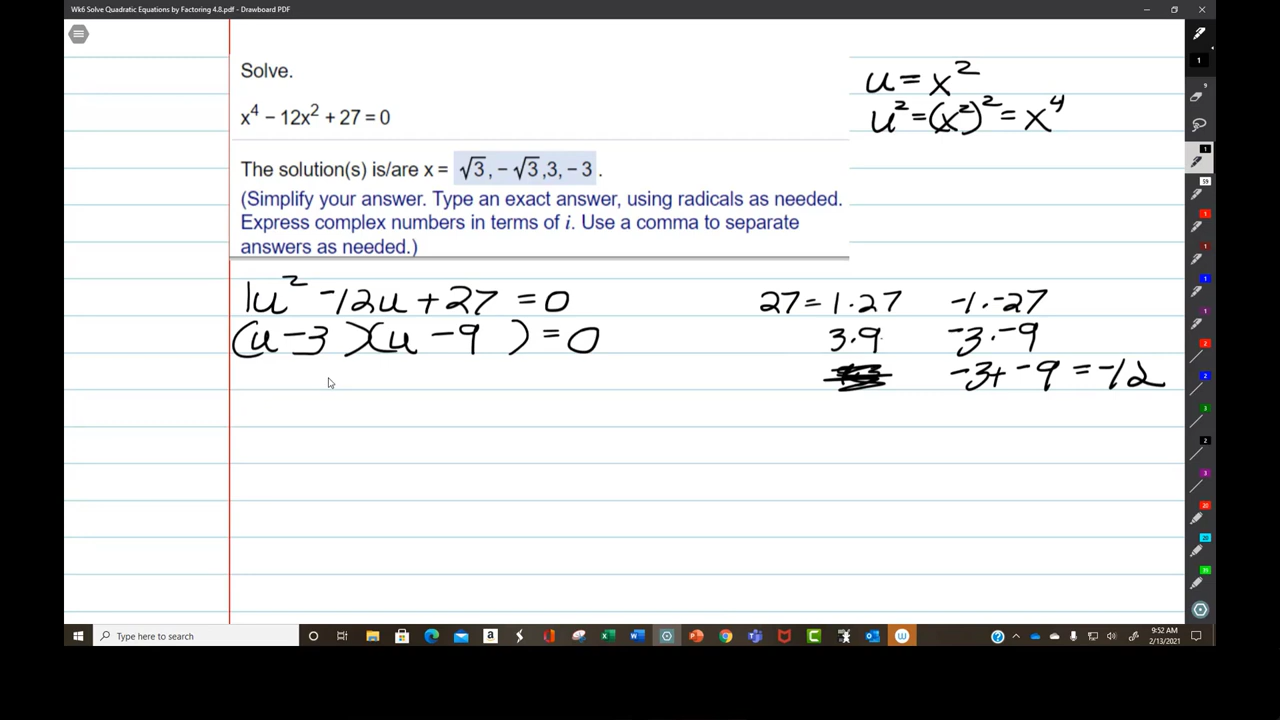 Wk6 Solve Quadratic Equations by Factoring 4.8.pdf - Drawboard PDF
Solve.
x⁴ − 12x² + 27 = 0
The solution(s) is/are x = √3, − √3,3, − 3 .
(Simplify your answer. Type an exact answer, using radicals as needed.
Express complex numbers in terms of i. Use a comma to separate
answers as needed.)
u = x²
u² = (x²)² = x⁴
1u² -12u + 27 = 0
(u - 3)(u - 9) = 0
27 = 1·27 -1·-27
3·9 -3·-9
-3+ -9 = -12
Type here to search
9:52 AM
2/13/2021